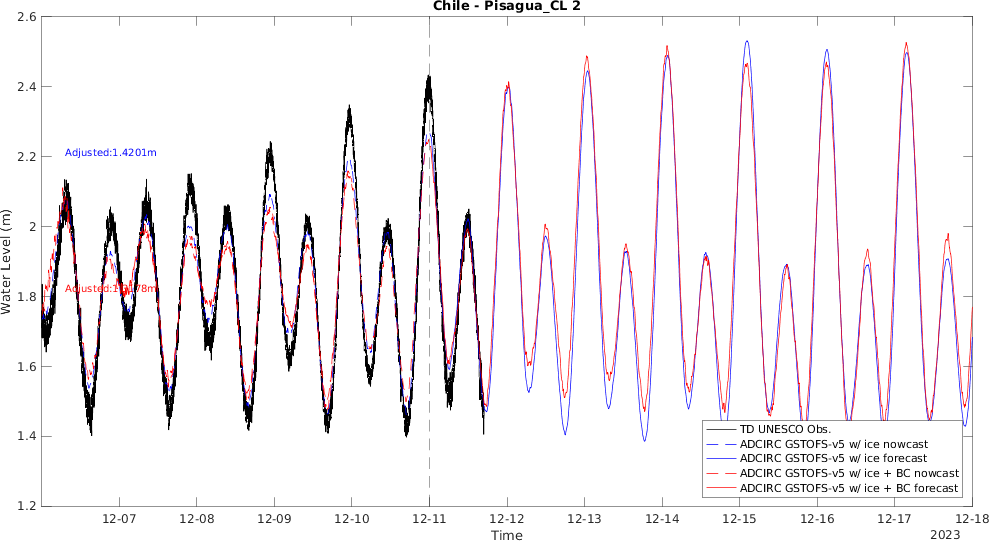 Chile - Pisagua_CL 2
Water Level (m)
2.6
2.4
2.2
2
1.8
1.6
1.4
1.2
Adjusted:1.4201m
TD UNESCO Obs.
ADCIRC GSTOFS-v5 w/ ice nowcast
ADCIRC GSTOFS-v5 w/ ice forecast
ADCIRC GSTOFS-v5 w/ ice + BC nowcast
ADCIRC GSTOFS-v5 w/ ice + BC forecast
12-07
12-08
12-09
12-10
12-11
12-12
12-13
12-14
12-15
12-16
12-17
12-18
Time
2023